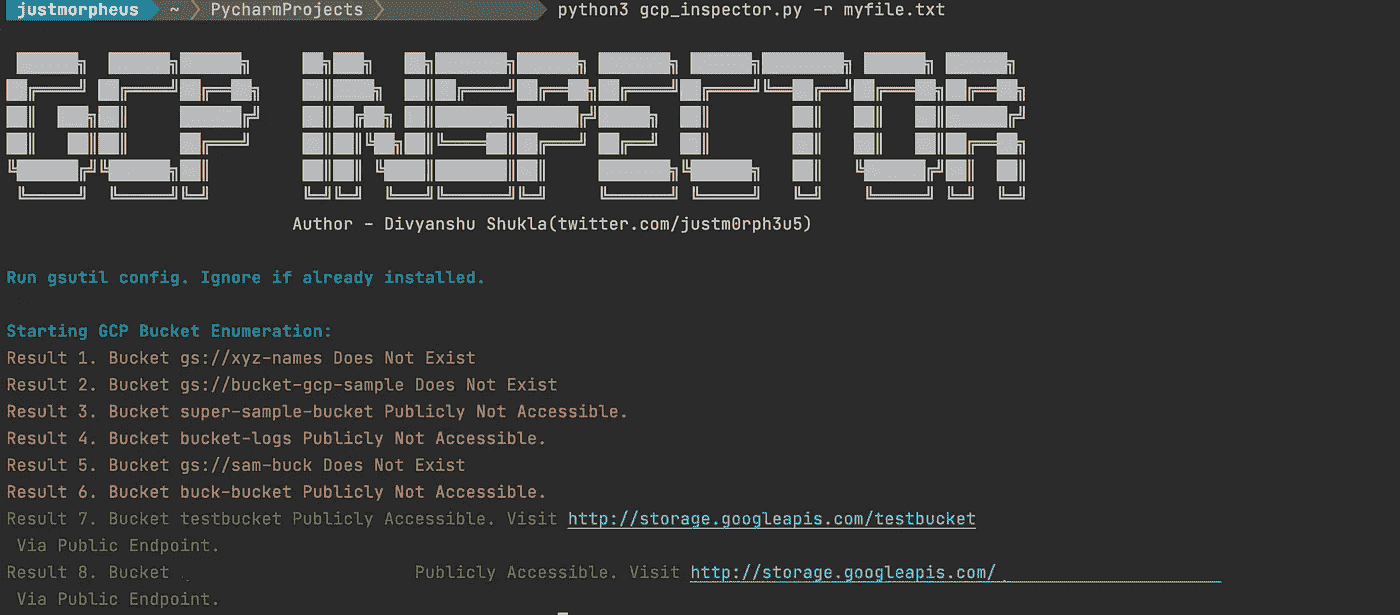 justmorpheus ~ PycharmProjects python3 gcp_inspector.py -r myfile.txt
GCP INSPECTOR
Author - Divyanshu Shukla(twitter.com/justm0rph3u5)
Run gsutil config. Ignore if already installed.
Starting GCP Bucket Enumeration:
Result 1. Bucket gs://xyz-names Does Not Exist
Result 2. Bucket gs://bucket-gcp-sample Does Not Exist
Result 3. Bucket super-sample-bucket Publicly Not Accessible.
Result 4. Bucket bucket-logs Publicly Not Accessible.
Result 5. Bucket gs://sam-buck Does Not Exist
Result 6. Bucket buck-bucket Publicly Not Accessible.
Result 7. Bucket testbucket Publicly Accessible. Visit http://storage.googleapis.com/testbucket
Via Public Endpoint.
Result 8. Bucket Publicly Accessible. Visit http://storage.googleapis.com/
Via Public Endpoint.